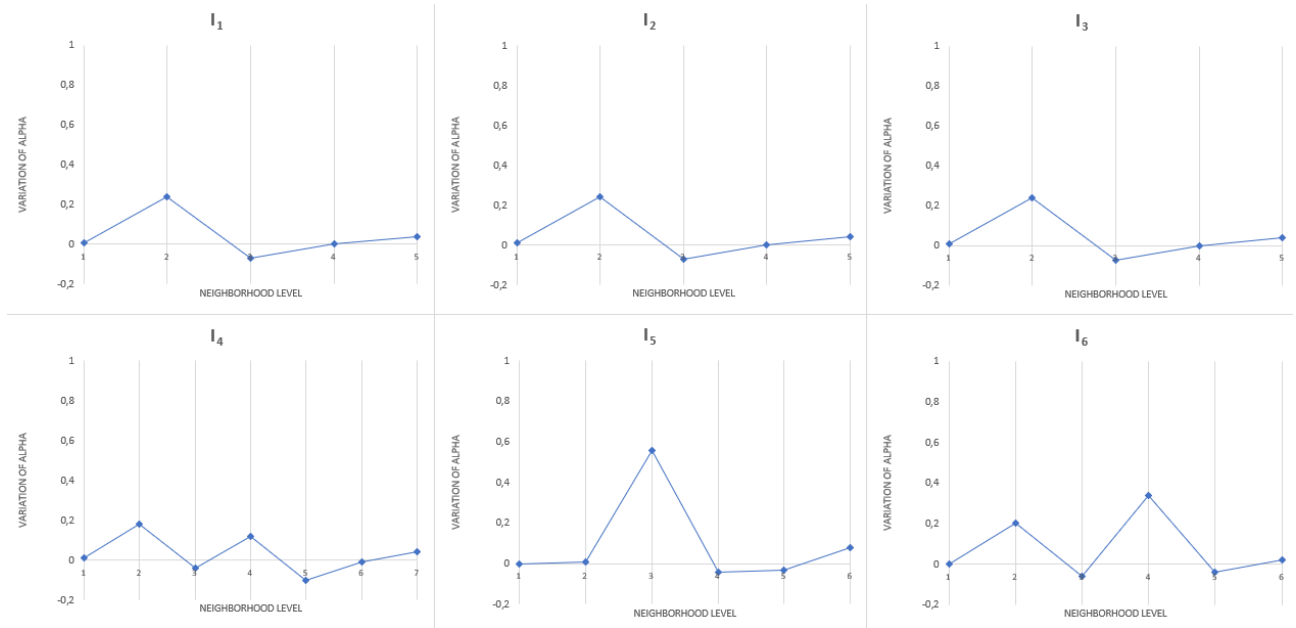 I₁
1
0,8
0,6
0,4
0,2
0
-0,2
VARIATION OF ALPHA
1 2 3 4 5
NEIGHBORHOOD LEVEL
I₂
1
0,8
0,6
0,4
0,2
0
-0,2
VARIATION OF ALPHA
1 2 3 4 5
NEIGHBORHOOD LEVEL
I₃
1
0,8
0,6
0,4
0,2
0
-0,2
VARIATION OF ALPHA
1 2 3 4 5
NEIGHBORHOOD LEVEL
I₄
1
0,8
0,6
0,4
0,2
0
-0,2
VARIATION OF ALPHA
1 2 3 4 5 6 7
NEIGHBORHOOD LEVEL
I₅
1
0,8
0,6
0,4
0,2
0
-0,2
VARIATION OF ALPHA
1 2 3 4 5 6
NEIGHBORHOOD LEVEL
I₆
1
0,8
0,6
0,4
0,2
0
-0,2
VARIATION OF ALPHA
1 2 3 4 5 6
NEIGHBORHOOD LEVEL